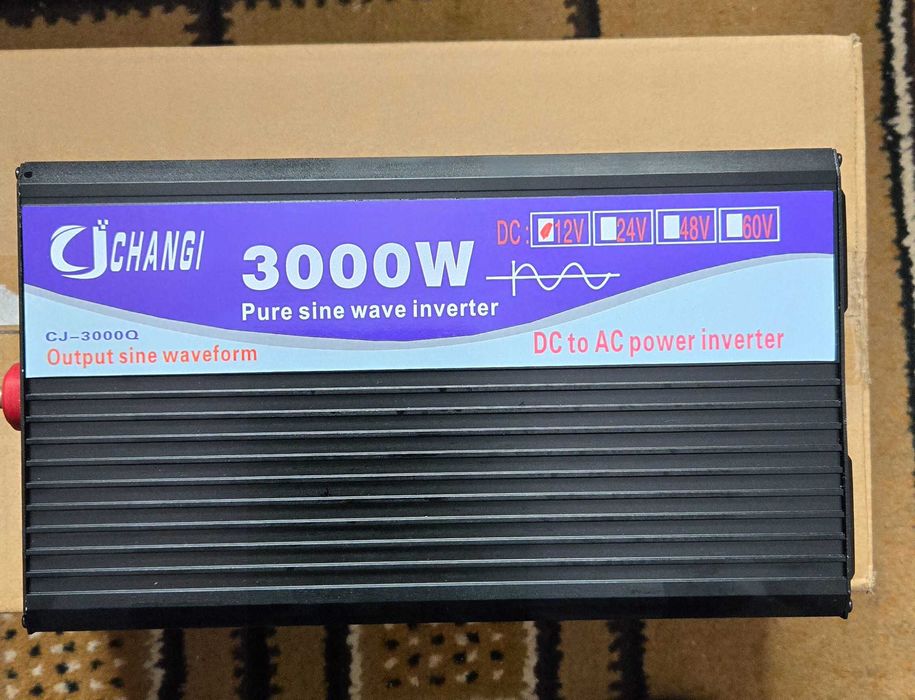 CJ CHANGI
3000W
DC: 12V 24V 48V 60V
Pure sine wave inverter
CJ-3000Q
Output sine waveform
DC to AC power inverter